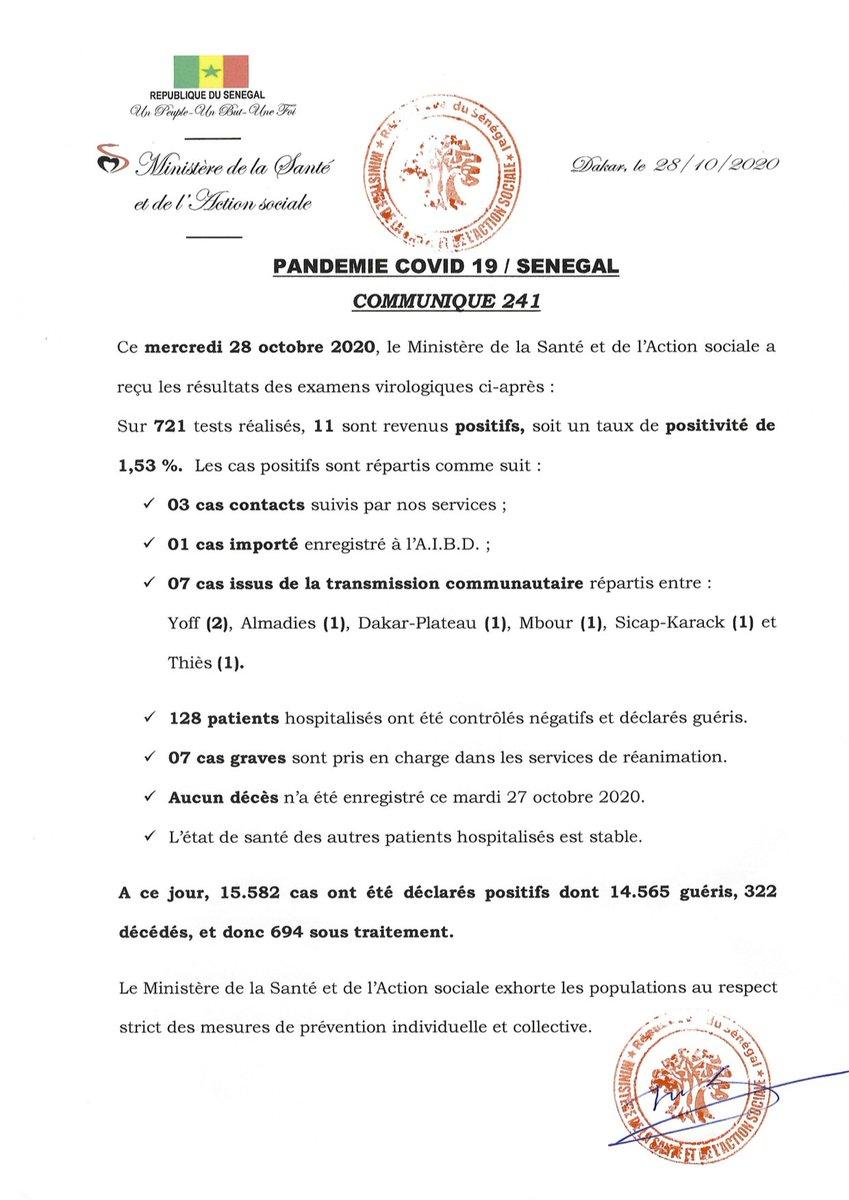 REPUBLIQUE DU SENEGAL
Un Peuple-Un But-Une Foi
Ministère de la Santé
et de l'Action sociale
République du Sénégal
MINISTERE DE LA SANTÉ ET DE L'ACTION SOCIALE
Dakar, le 28/10/2020
PANDEMIE COVID 19 / SENEGAL
COMMUNIQUE 241
Ce mercredi 28 octobre 2020, le Ministère de la Santé et de l'Action sociale a
reçu les résultats des examens virologiques ci-après :
Sur 721 tests réalisés, 11 sont revenus positifs, soit un taux de positivité de
1,53 %. Les cas positifs sont répartis comme suit :
✓ 03 cas contacts suivis par nos services ;
✓ 01 cas importé enregistré à l'A.I.B.D. ;
✓ 07 cas issus de la transmission communautaire répartis entre :
Yoff (2), Almadies (1), Dakar-Plateau (1), Mbour (1), Sicap-Karack (1) et
Thiès (1).
✓ 128 patients hospitalisés ont été contrôlés négatifs et déclarés guéris.
✓ 07 cas graves sont pris en charge dans les services de réanimation.
✓ Aucun décès n'a été enregistré ce mardi 27 octobre 2020.
✓ L'état de santé des autres patients hospitalisés est stable.
A ce jour, 15.582 cas ont été déclarés positifs dont 14.565 guéris, 322
décédés, et donc 694 sous traitement.
Le Ministère de la Santé et de l'Action sociale exhorte les populations au respect
strict des mesures de prévention individuelle et collective.
République du Sénégal
MINISTERE DE LA SANTÉ ET DE L'ACTION SOCIALE